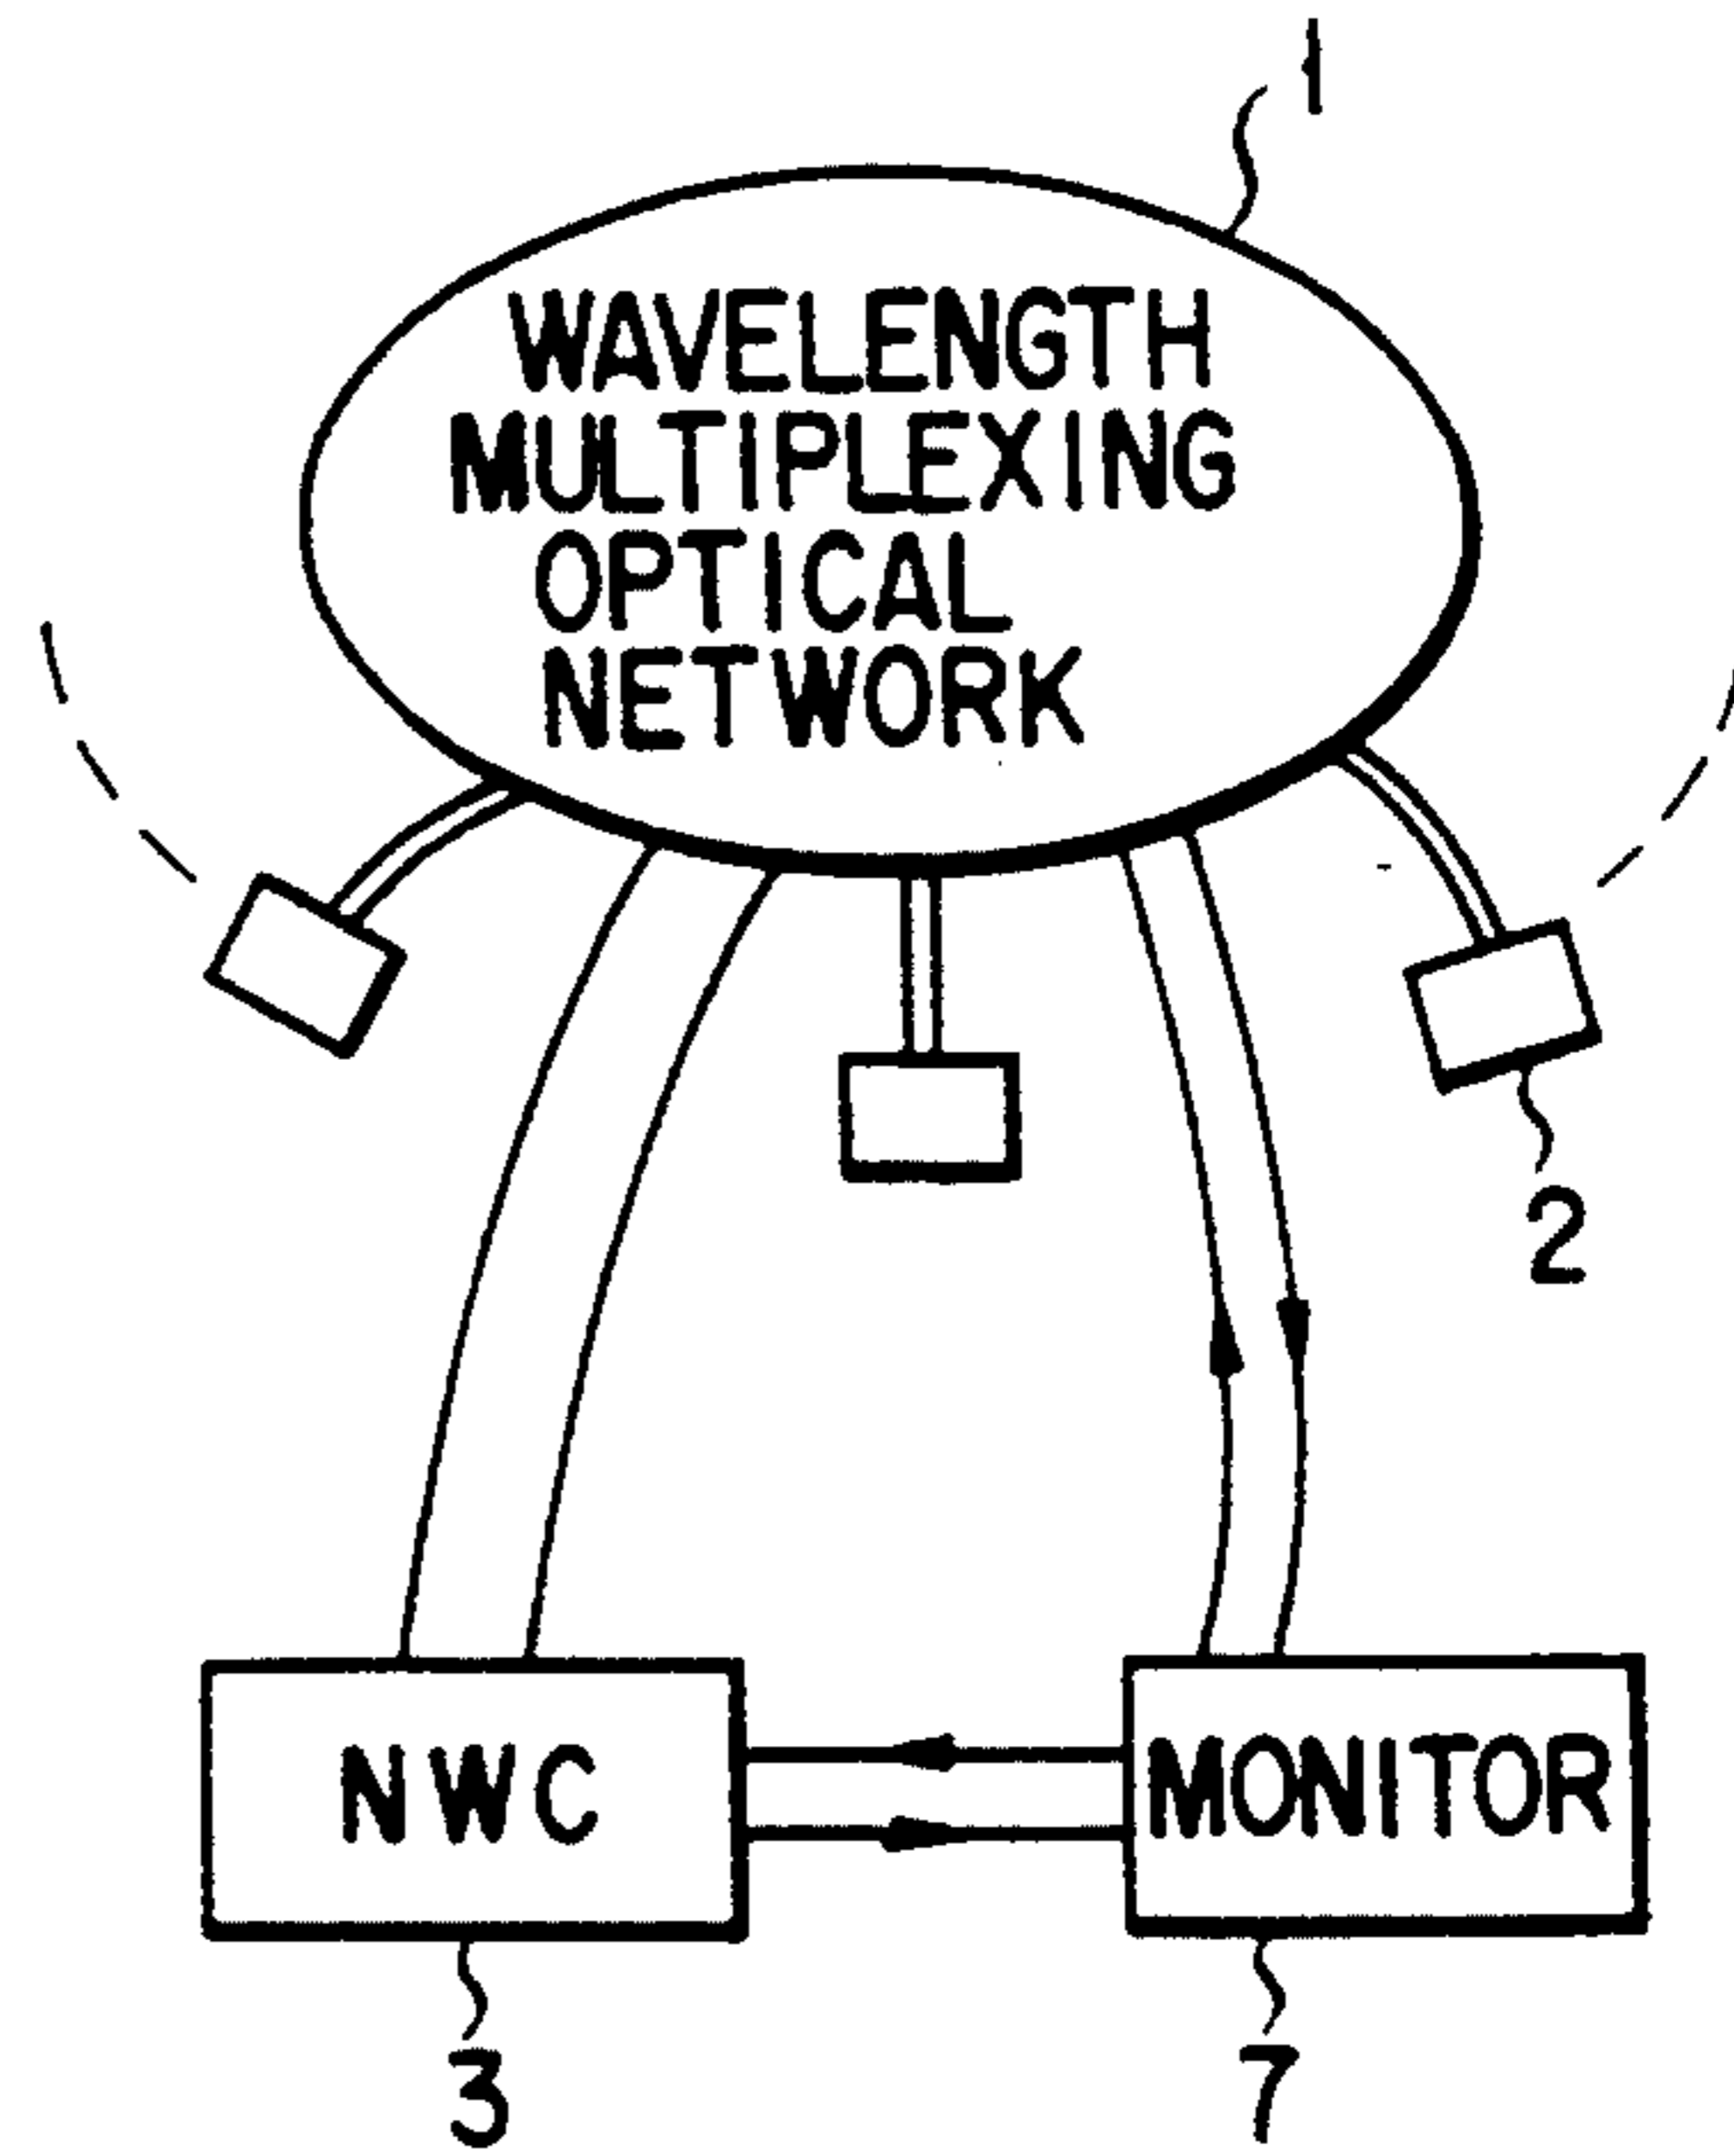 1
WAVELENGTH
MULTIPLEXING
OPTICAL
NETWORK
2
NWC
MONITOR
3
7